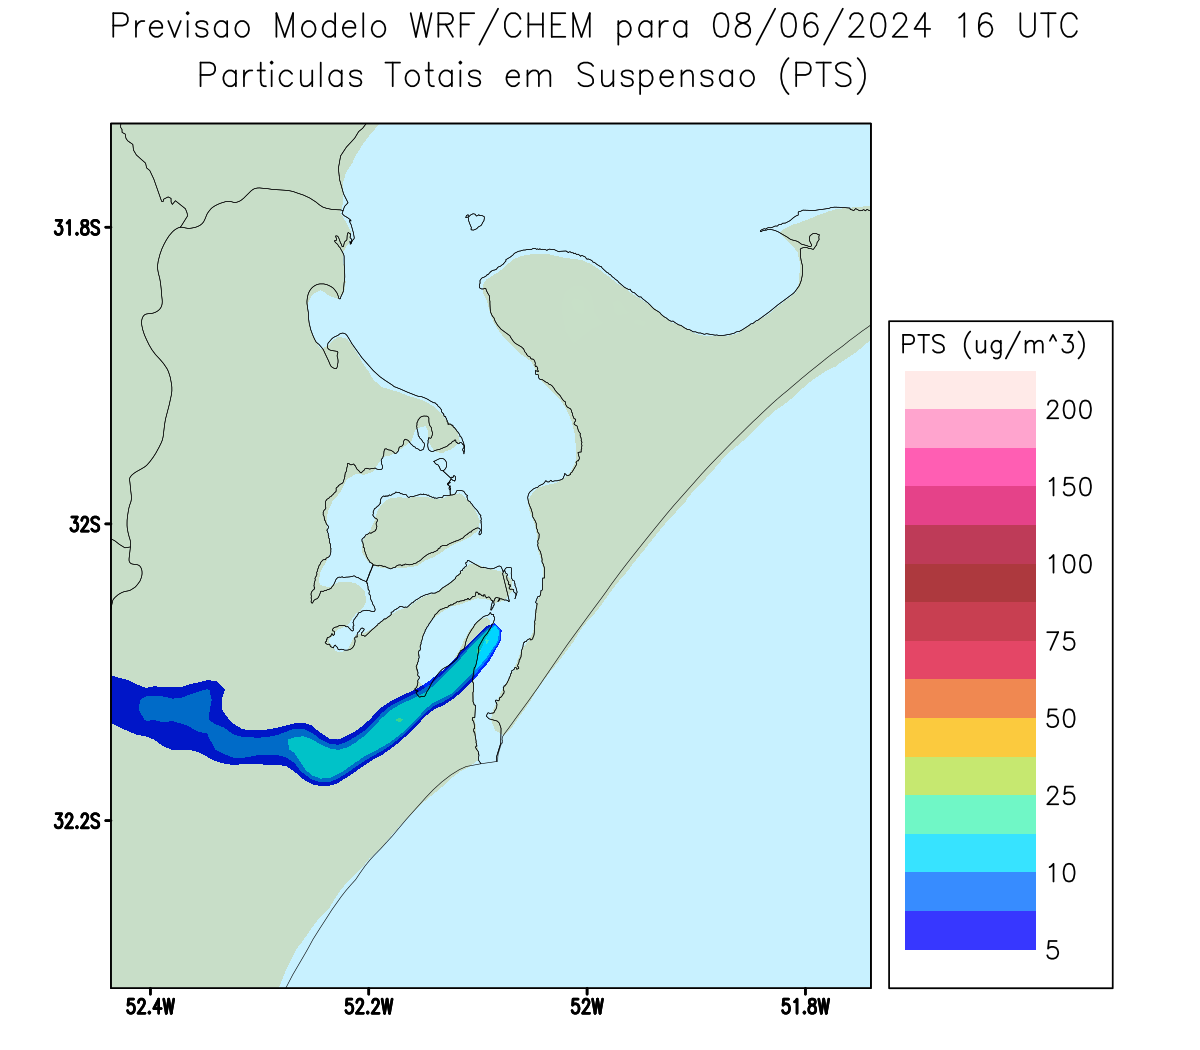 Previsao Modelo WRF/CHEM para 08/06/2024 16 UTC
Particulas Totais em Suspensao (PTS)
31.8S
32S
32.2S
52.4W
52.2W
52W
51.8W
PTS (ug/m^3)
200
150
100
75
50
25
10
5